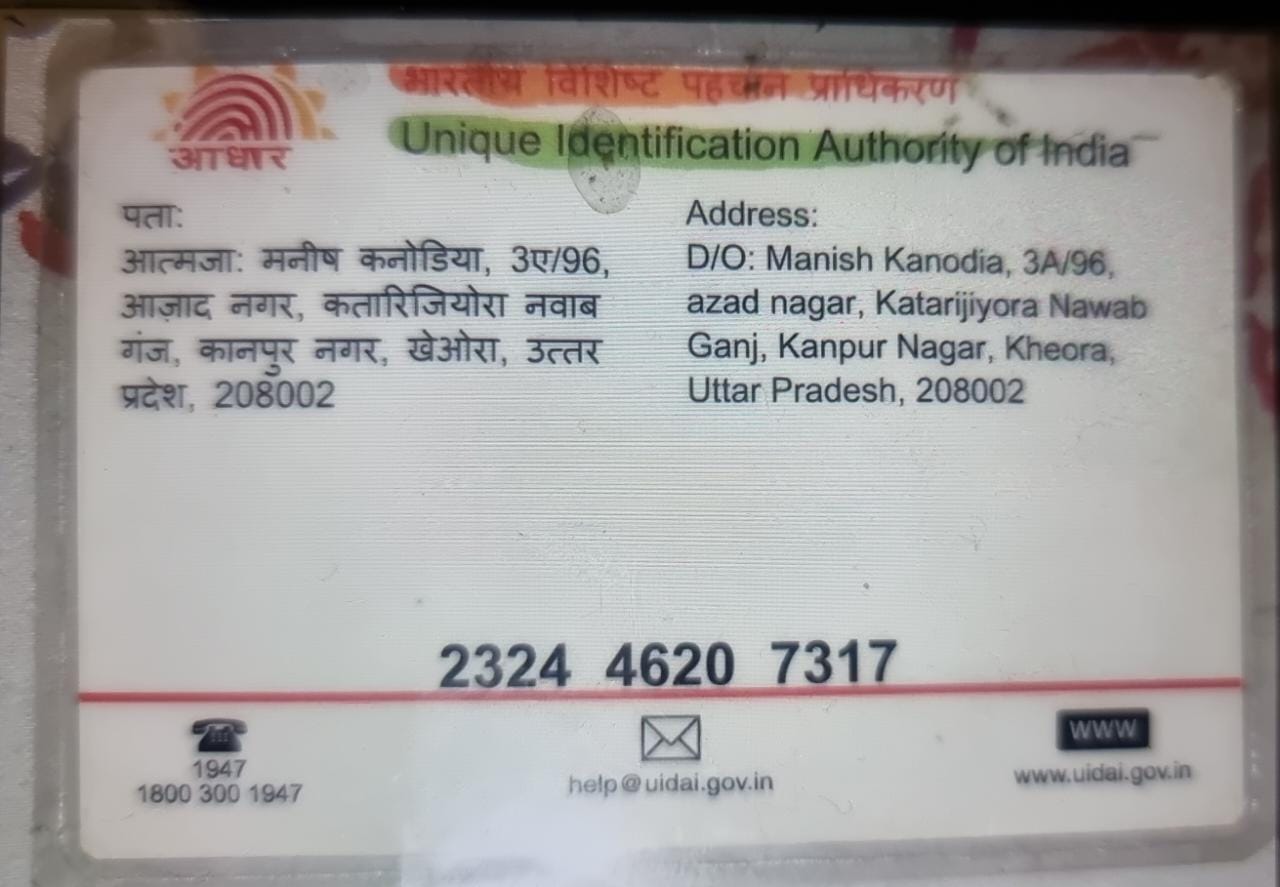 भारतीय विशिष्ट पहचान प्राधिकरण
आधार
Unique Identification Authority of India
पता:
आत्मजा: मनीष कनोडिया, 3ए/96,
आज़ाद नगर, कतारिजियोरा नवाब
गंज, कानपुर नगर, खेओरा, उत्तर
प्रदेश, 208002
Address:
D/O: Manish Kanodia, 3A/96,
azad nagar, Katarijiyora Nawab
Ganj, Kanpur Nagar, Kheora,
Uttar Pradesh, 208002
2324 4620 7317
1947
1800 300 1947
help@uidai.gov.in
www
www.uidai.gov.in